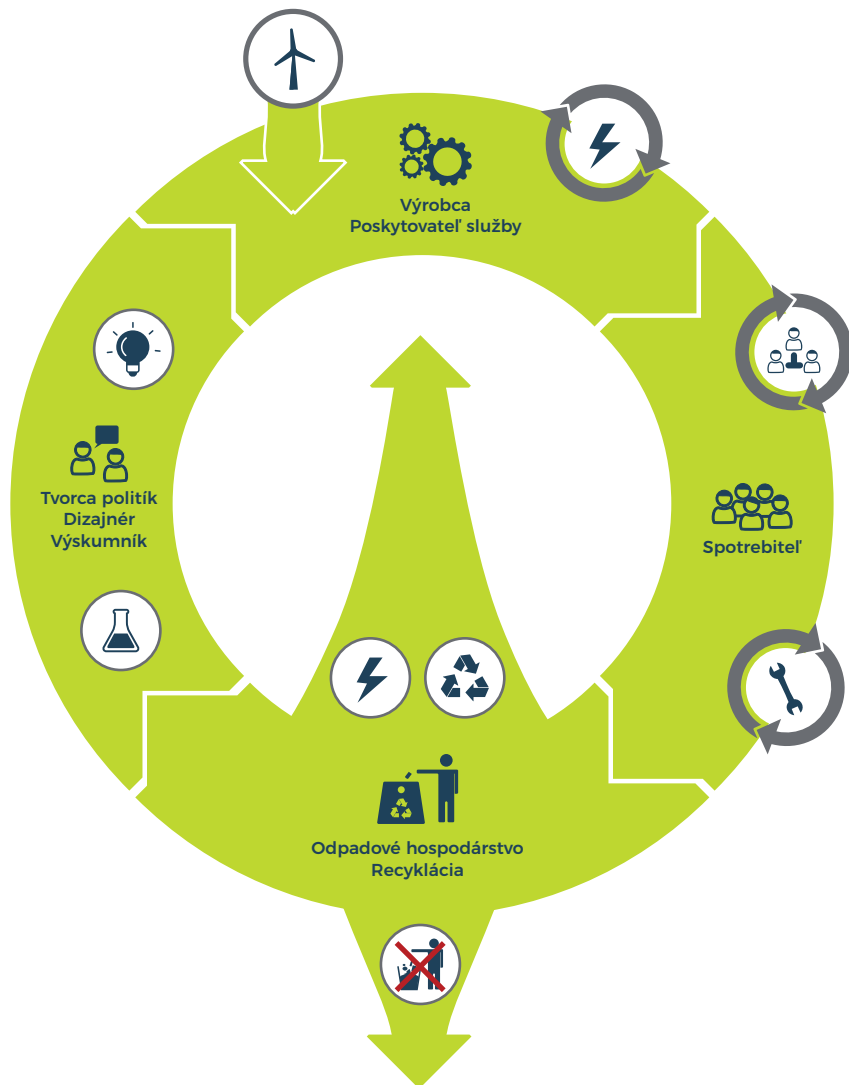 Výrobca
Poskytovateľ služby
Tvorca politík
Dizajnér
Výskumník
Spotrebiteľ
Odpadové hospodárstvo
Recyklácia